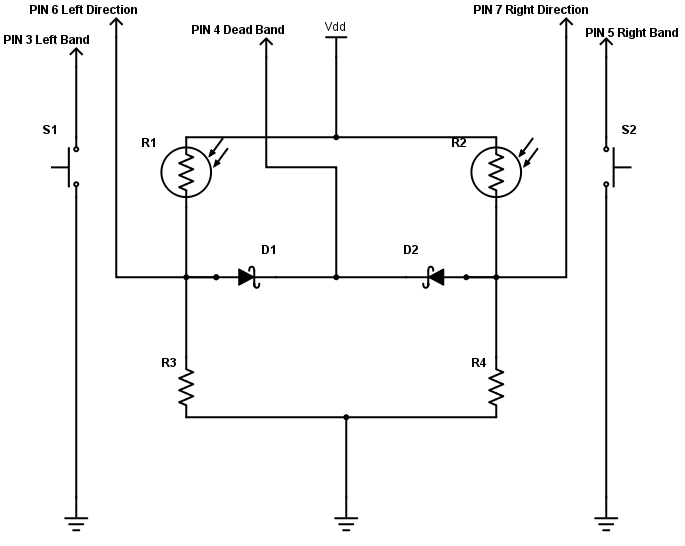 PIN 6 Left Direction
PIN 7 Right Direction
PIN 3 Left Band
PIN 4 Dead Band
Vdd
PIN 5 Right Band
S1
R1
R2
S2
D1
D2
R3
R4